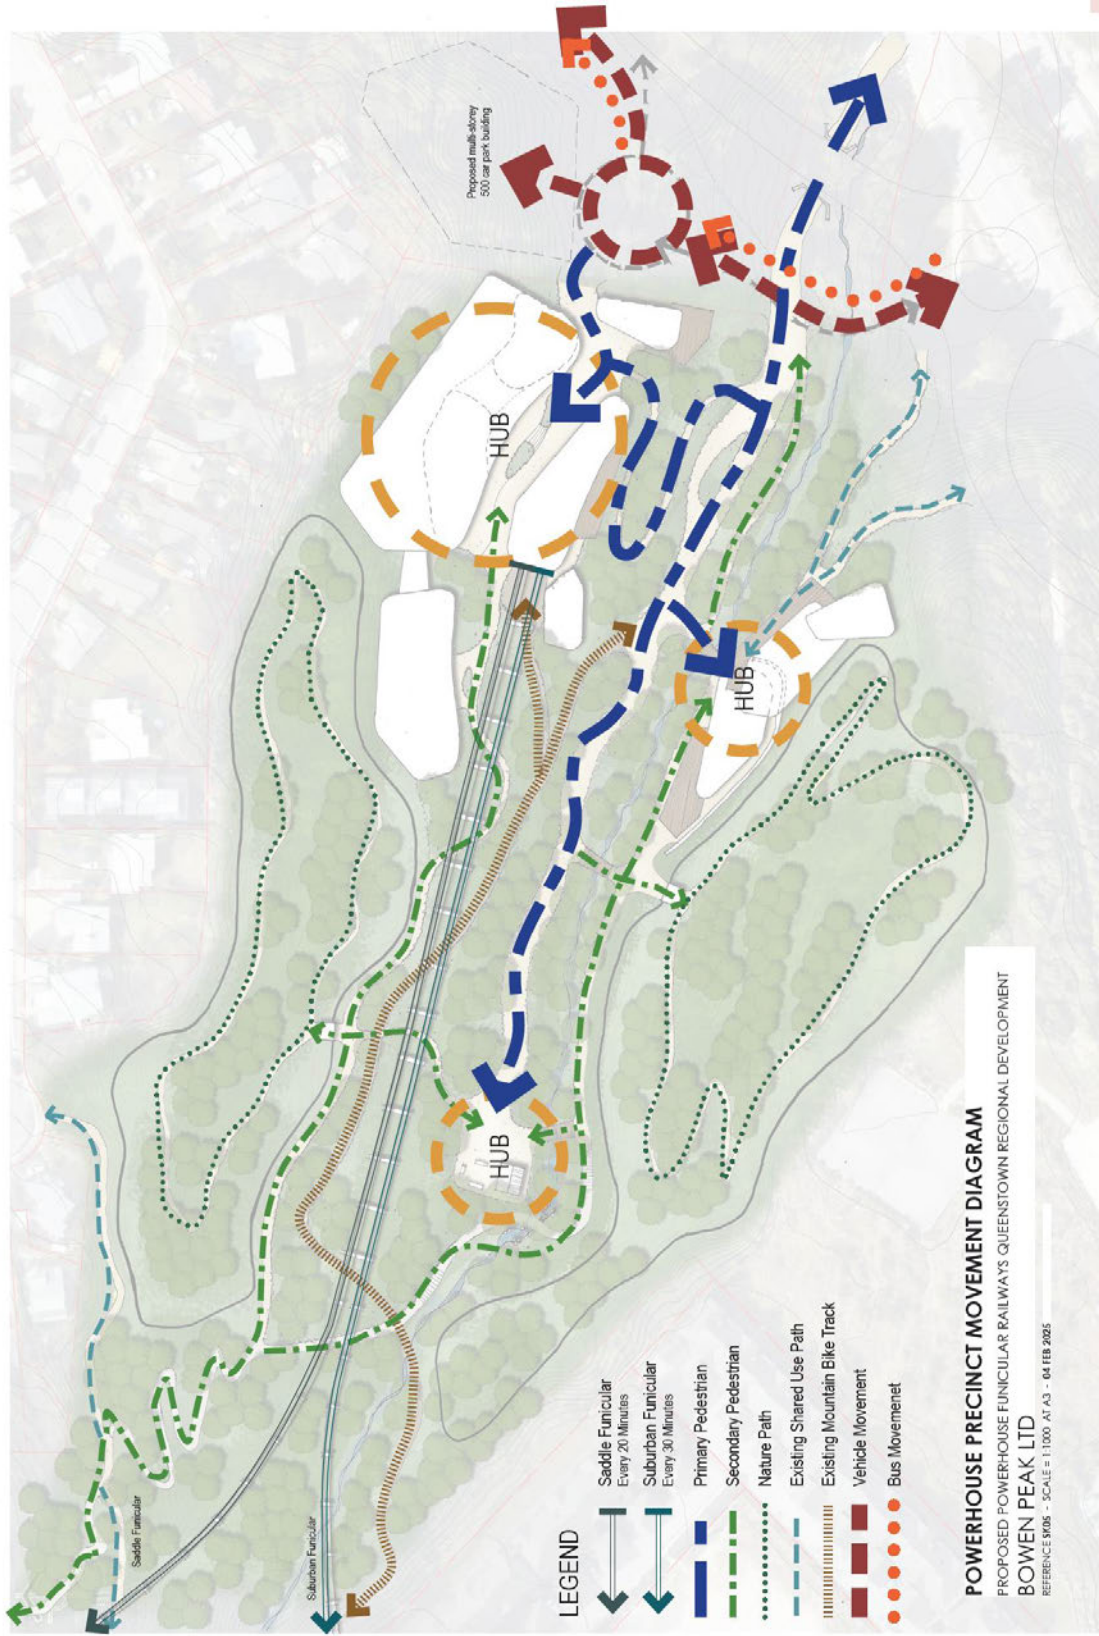 Proposed multi-storey
500 car park building
HUB
HUB
HUB
Saddle Funicular
Suburban Funicular
LEGEND
Saddle Funicular
Every 20 Minutes
Suburban Funicular
Every 30 Minutes
Primary Pedestrian
Secondary Pedestrian
Nature Path
Existing Shared Use Path
Existing Mountain Bike Track
Vehicle Movement
Bus Movemenet
POWERHOUSE PRECINCT MOVEMENT DIAGRAM
PROPOSED POWERHOUSE FUNICULAR RAILWAYS QUEENSTOWN REGIONAL DEVELOPMENT
BOWEN PEAK LTD
REFERENCE SK06 - SCALE = 1:1000 AT A3 - 04 FEB 2025